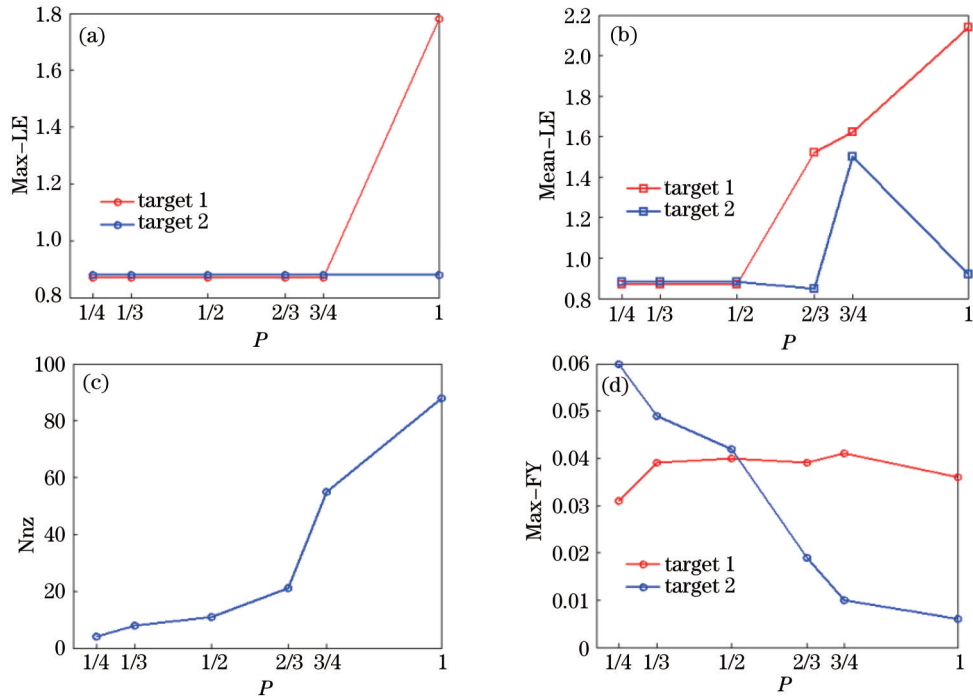 (a)
Max-LE
1.8
1.6
1.4
1.2
1.0
0.8
target 1
target 2
1/4 1/3 1/2 2/3 3/4 1
P
(b)
Mean-LE
2.2
2.0
1.8
1.6
1.4
1.2
1.0
0.8
target 1
target 2
1/4 1/3 1/2 2/3 3/4 1
P
(c)
Nnz
100
80
60
40
20
0
1/4 1/3 1/2 2/3 3/4 1
P
(d)
Max-FY
0.06
0.05
0.04
0.03
0.02
0.01
0
target 1
target 2
1/4 1/3 1/2 2/3 3/4 1
P